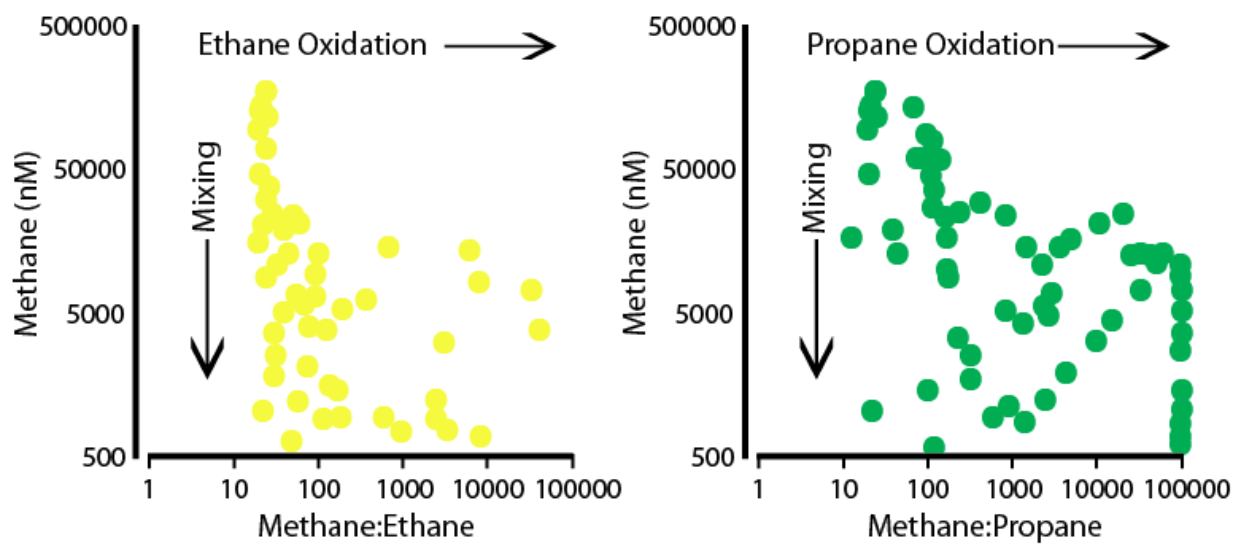 500000
50000
5000
500
Methane (nM)
Ethane Oxidation
Mixing
1 10 100 1000 10000 100000
Methane:Ethane
500000
50000
5000
500
Methane (nM)
Propane Oxidation
Mixing
1 10 100 1000 10000 100000
Methane:Propane